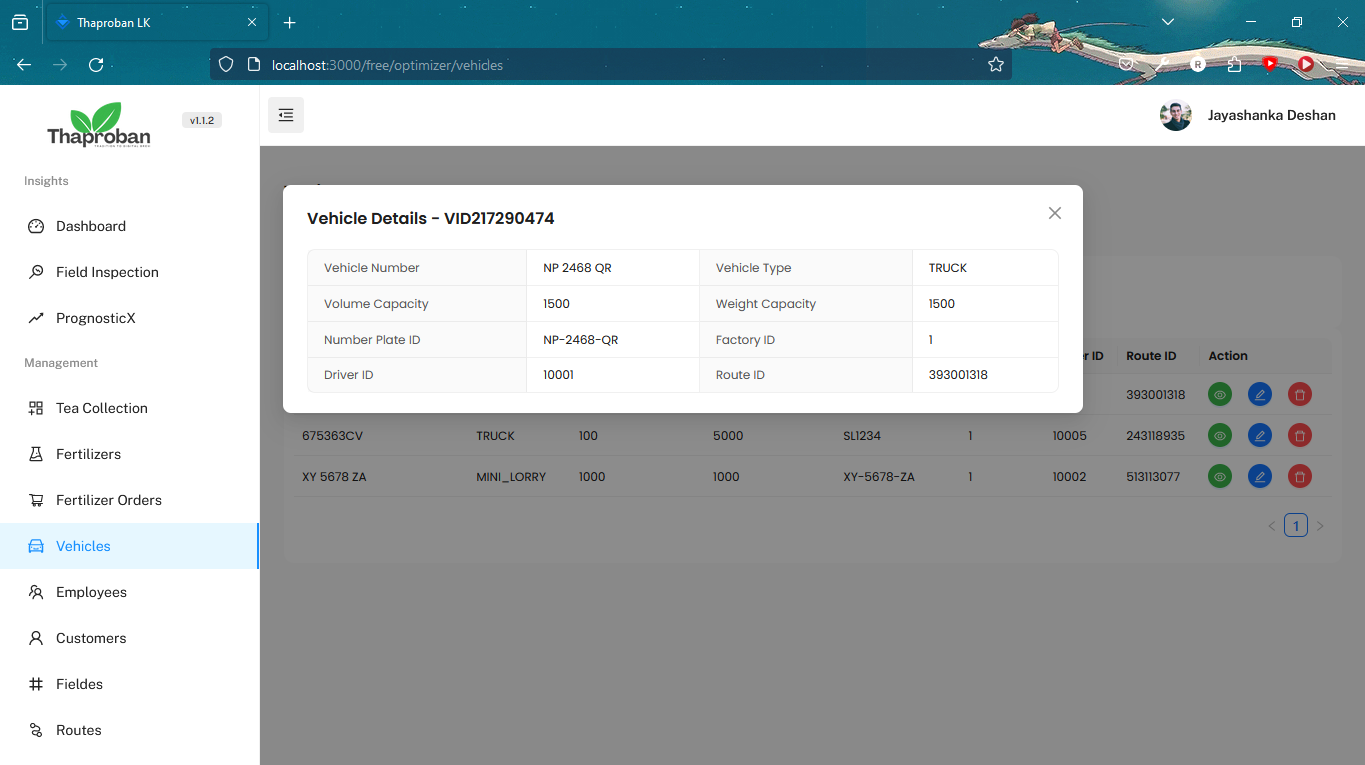 Thaproban LK
localhost:3000/free/optimizer/vehicles
R
Thaproban
v1.1.2
Jayashanka Deshan
Insights
Dashboard
Field Inspection
PrognosticX
Management
Tea Collection
Fertilizers
Fertilizer Orders
Vehicles
Employees
Customers
Fieldes
Routes
Vehicle Details - VID217290474
Vehicle Number NP 2468 QR Vehicle Type TRUCK
Volume Capacity 1500 Weight Capacity 1500
Number Plate ID NP-2468-QR Factory ID 1
Driver ID 10001 Route ID 393001318
r ID Route ID Action
393001318
675363CV TRUCK 100 5000 SL1234 1 10005 243118935
XY 5678 ZA MINI_LORRY 1000 1000 XY-5678-ZA 1 10002 513113077
< 1 >